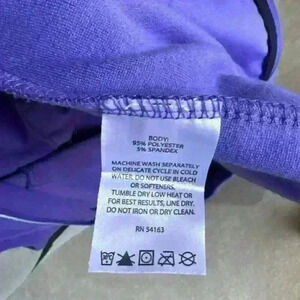 BODY:
95% POLYESTER
5% SPANDEX
MACHINE WASH SEPARATELY
ON DELICATE CYCLE IN COLD
WATER. DO NOT USE BLEACH
OR SOFTENERS.
TUMBLE DRY LOW HEAT OR
FOR BEST RESULTS, LINE DRY.
DO NOT IRON OR DRY CLEAN.
RN 54163